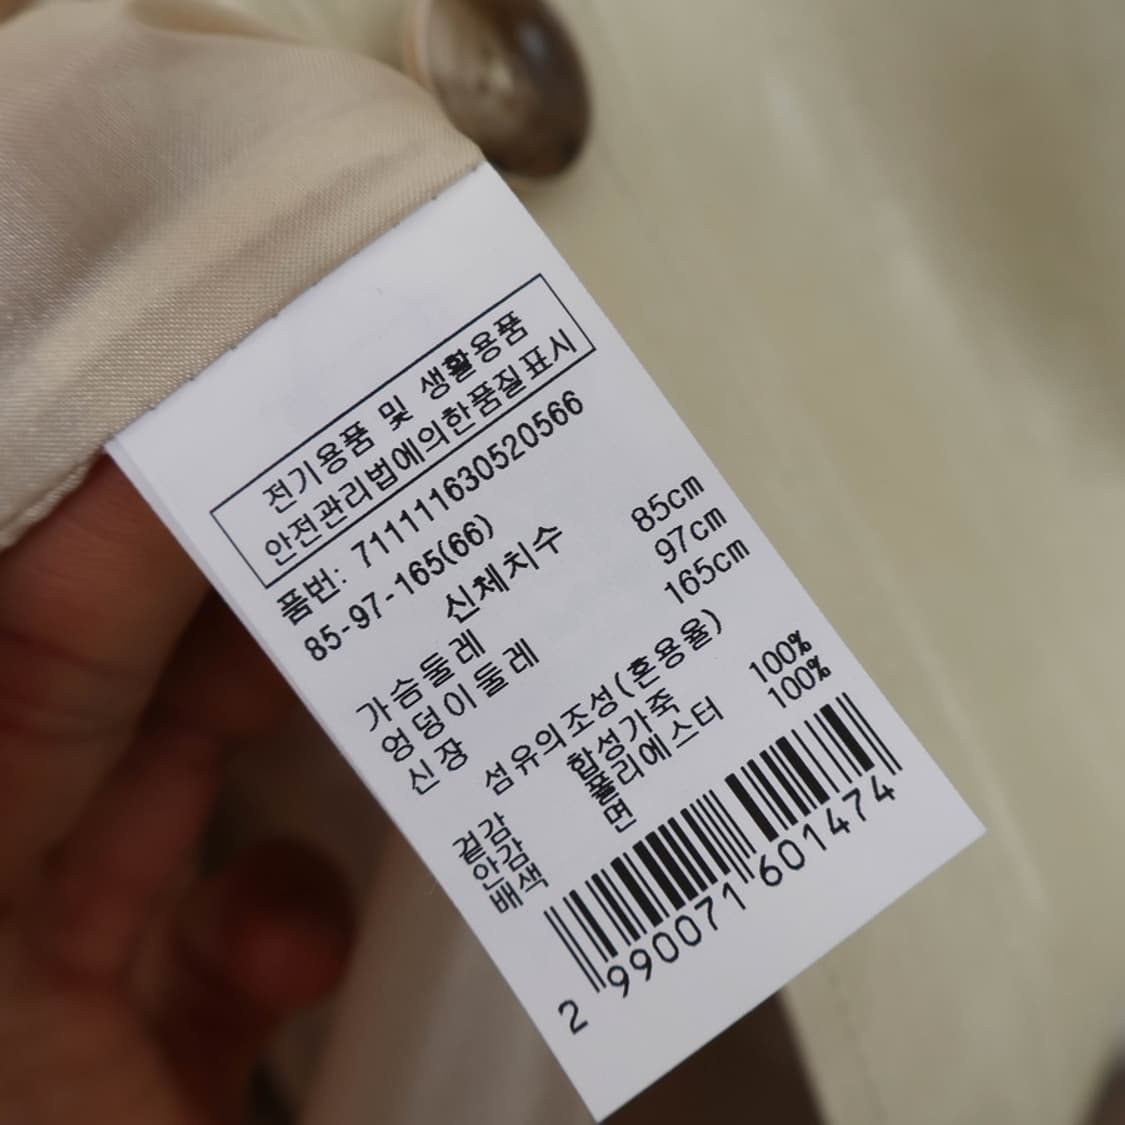 전기용품 및 생활용품
안전관리법에의한품질표시
품번: 711111630520566
85-97-165(66)
신체치수
가슴둘레 85cm
엉덩이둘레 97cm
신장 165cm
섬유의조성(혼용율)
겉감 합성가죽 100%
안감 폴리에스터 100%
배색 면
2 990071 601474